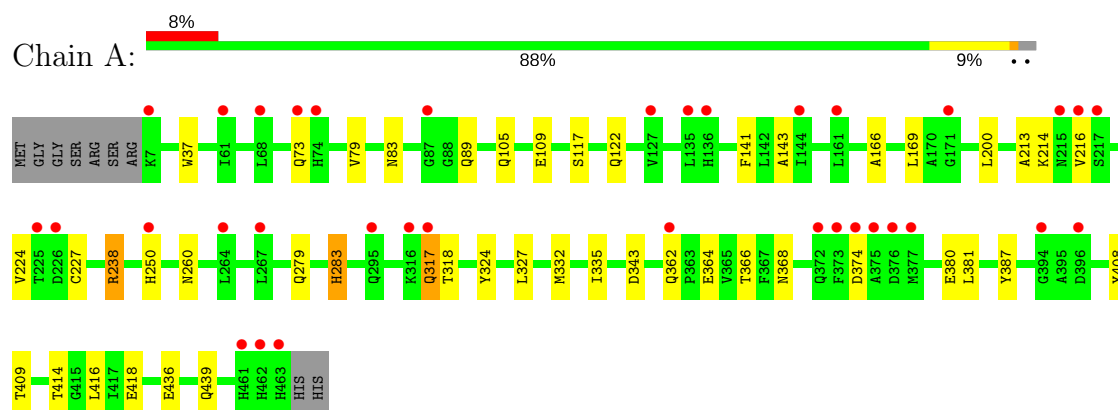 8%
Chain A:
88% 9% ••
MET GLY GLY SER ARG SER ARG K7 W37 I61 L68 Q73 H74 V79 N83 G87 G88 Q89 Q105 E109 S117 Q122 V127 L135 H136 F141 L142 A143 I144 L161 A166 L169 A170 G171 L200 A213 K214 N215 V216 S217
V224 T225 D226 C227 R238 H250 N260 L264 L267 Q279 H283 Q295 K316 Q317 T318 Y324 L327 M332 I335 D343 Q362 P363 E364 V365 T366 F367 N368 Q372 F373 D374 A375 D376 M377 E380 L381 Y387 G394 A395 D396
T409 T414 G415 L416 I417 E418 E436 Q439 H461 H462 H463 HIS HIS